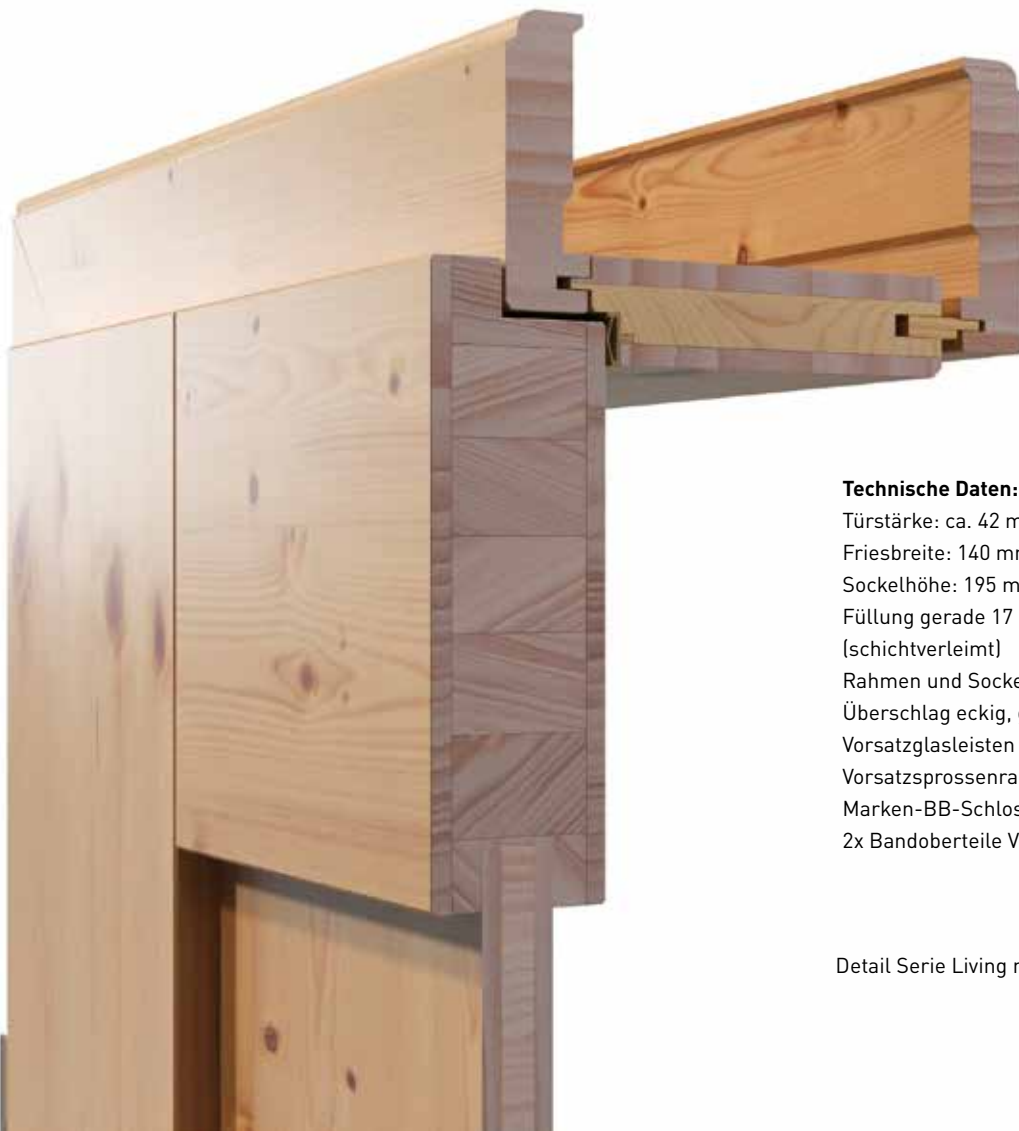 Technische Daten:
Türstärke: ca. 42 m
Friesbreite: 140 mm
Sockelhöhe: 195 m
Füllung gerade 17
(schichtverleimt)
Rahmen und Socke
Überschlag eckig,
Vorsatzglasleisten
Vorsatzsprossenra
Marken-BB-Schlos
2x Bandoberteile V
Detail Serie Living